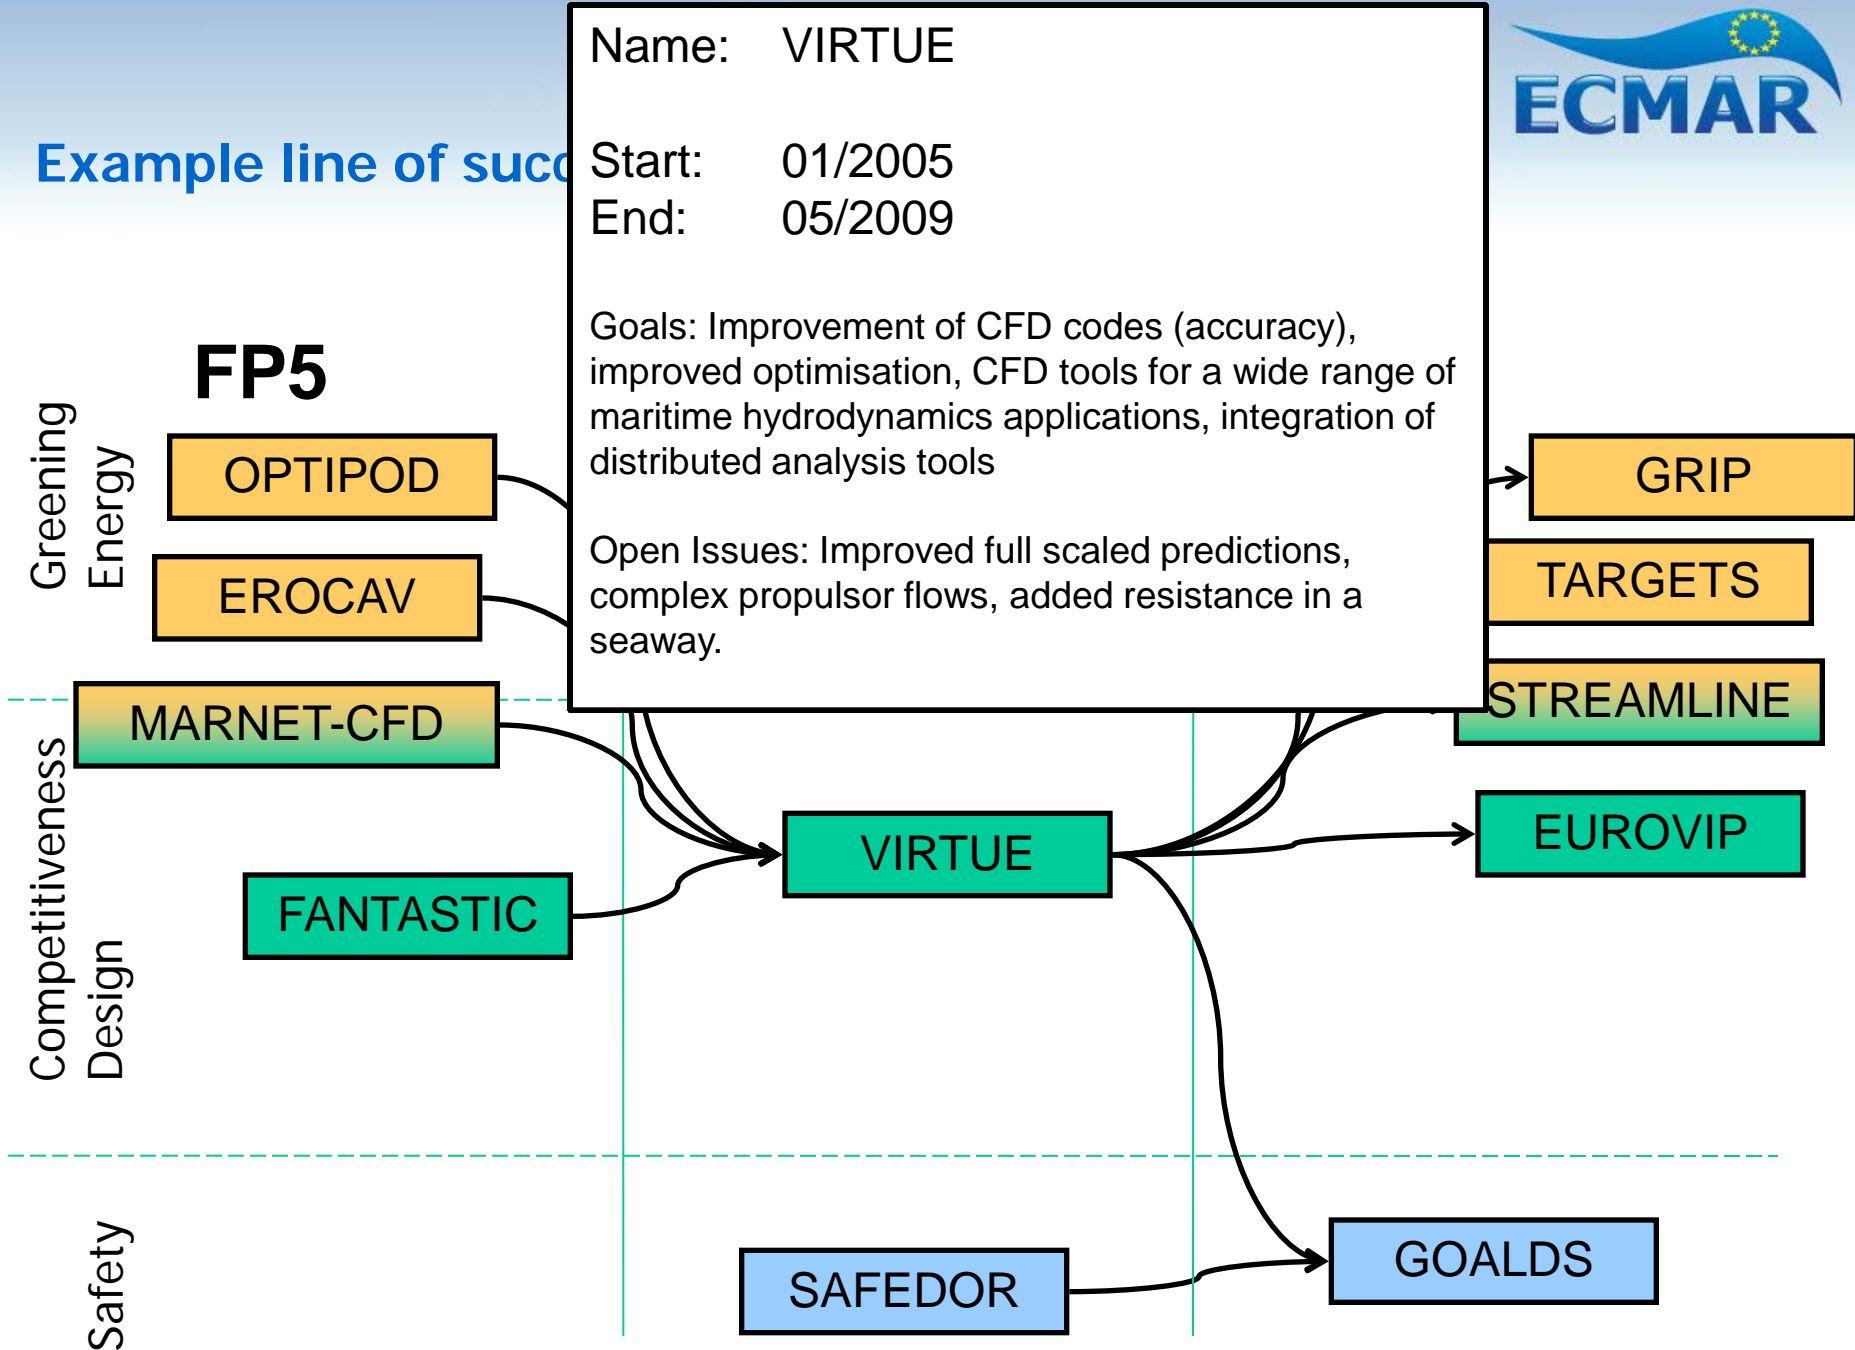 Name: VIRTUE
ECMAR
Example line of succ
Start: 01/2005
End: 05/2009
Goals: Improvement of CFD codes (accuracy),
improved optimisation, CFD tools for a wide range of
maritime hydrodynamics applications, integration of
distributed analysis tools
Open Issues: Improved full scaled predictions,
complex propulsor flows, added resistance in a
seaway.
FP5
Greening
Energy
OPTIPOD
GRIP
EROCAV
TARGETS
MARNET-CFD
STREAMLINE
Competitiveness
Design
VIRTUE
EUROVIP
FANTASTIC
Safety
SAFEDOR
GOALDS